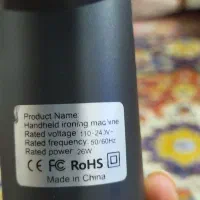 Product Name:
Handheid ironing machine
Rated voltage: 110-240V~
Rated frequency: 50/60Hz
Rated power: 26W
CE FC RoHS
Made in China